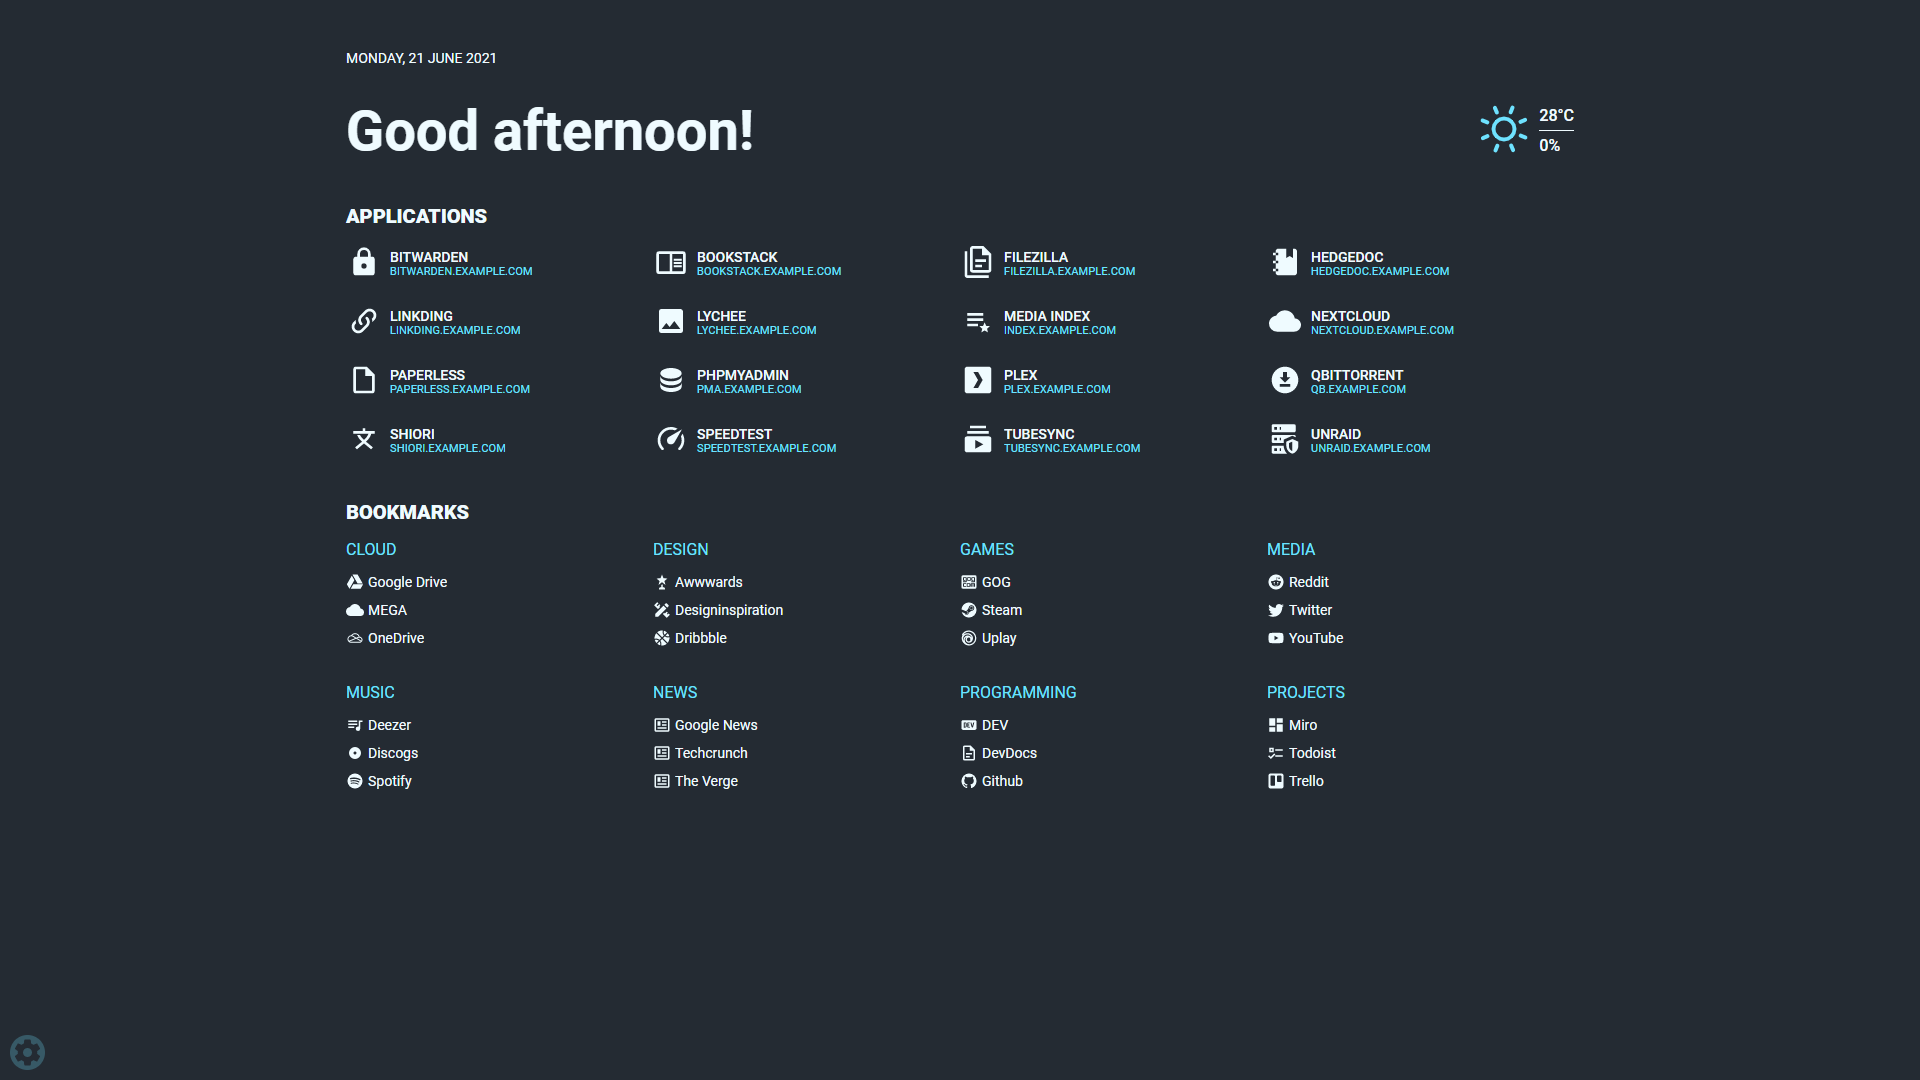 MONDAY, 21 JUNE 2021
Good afternoon!
28°C
0%
APPLICATIONS
BITWARDEN
BITWARDEN.EXAMPLE.COM
BOOKSTACK
BOOKSTACK.EXAMPLE.COM
FILEZILLA
FILEZILLA.EXAMPLE.COM
HEDGEDOC
HEDGEDOC.EXAMPLE.COM
LINKDING
LINKDING.EXAMPLE.COM
LYCHEE
LYCHEE.EXAMPLE.COM
MEDIA INDEX
INDEX.EXAMPLE.COM
NEXTCLOUD
NEXTCLOUD.EXAMPLE.COM
PAPERLESS
PAPERLESS.EXAMPLE.COM
PHPMYADMIN
PMA.EXAMPLE.COM
PLEX
PLEX.EXAMPLE.COM
QBITTORRENT
QB.EXAMPLE.COM
SHIORI
SHIORI.EXAMPLE.COM
SPEEDTEST
SPEEDTEST.EXAMPLE.COM
TUBESYNC
TUBESYNC.EXAMPLE.COM
UNRAID
UNRAID.EXAMPLE.COM
BOOKMARKS
CLOUD
Google Drive
MEGA
OneDrive
DESIGN
Awwwards
Designinspiration
Dribbble
GAMES
GOG
Steam
Uplay
MEDIA
Reddit
Twitter
YouTube
MUSIC
Deezer
Discogs
Spotify
NEWS
Google News
Techcrunch
The Verge
PROGRAMMING
DEV
DevDocs
Github
PROJECTS
Miro
Todoist
Trello